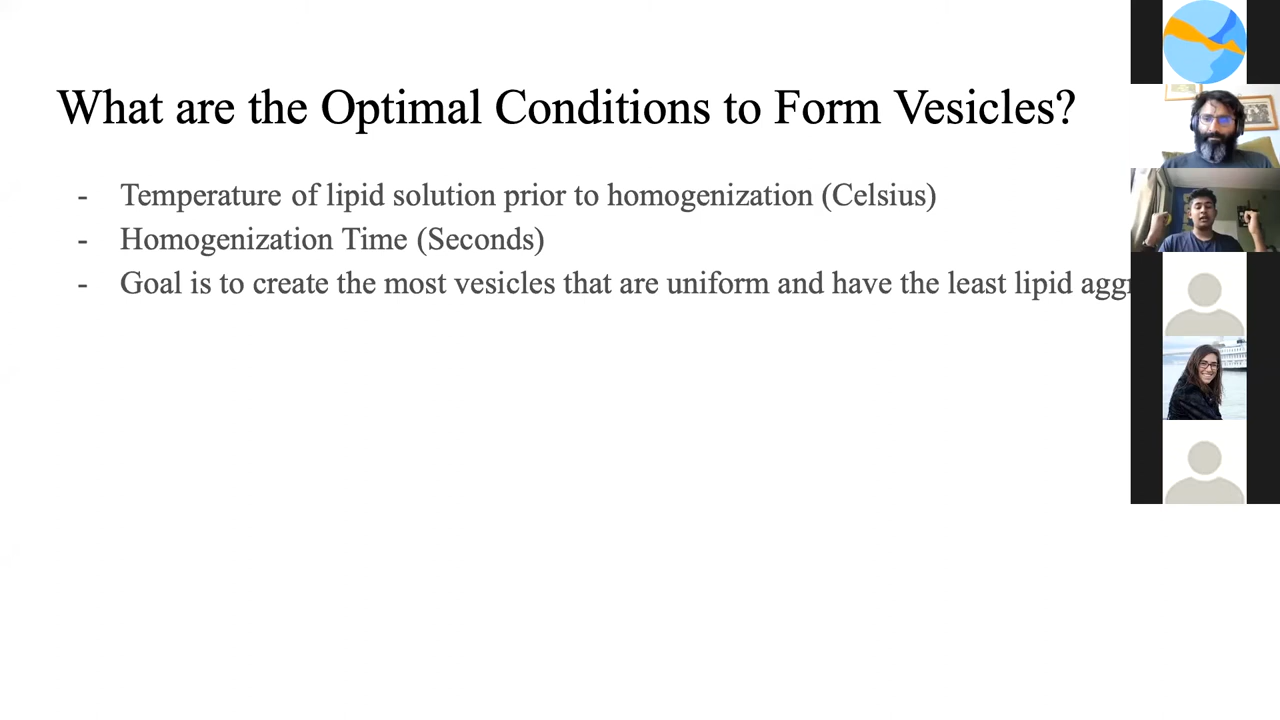 What are the Optimal Conditions to Form Vesicles?
- Temperature of lipid solution prior to homogenization (Celsius)
- Homogenization Time (Seconds)
- Goal is to create the most vesicles that are uniform and have the least lipid